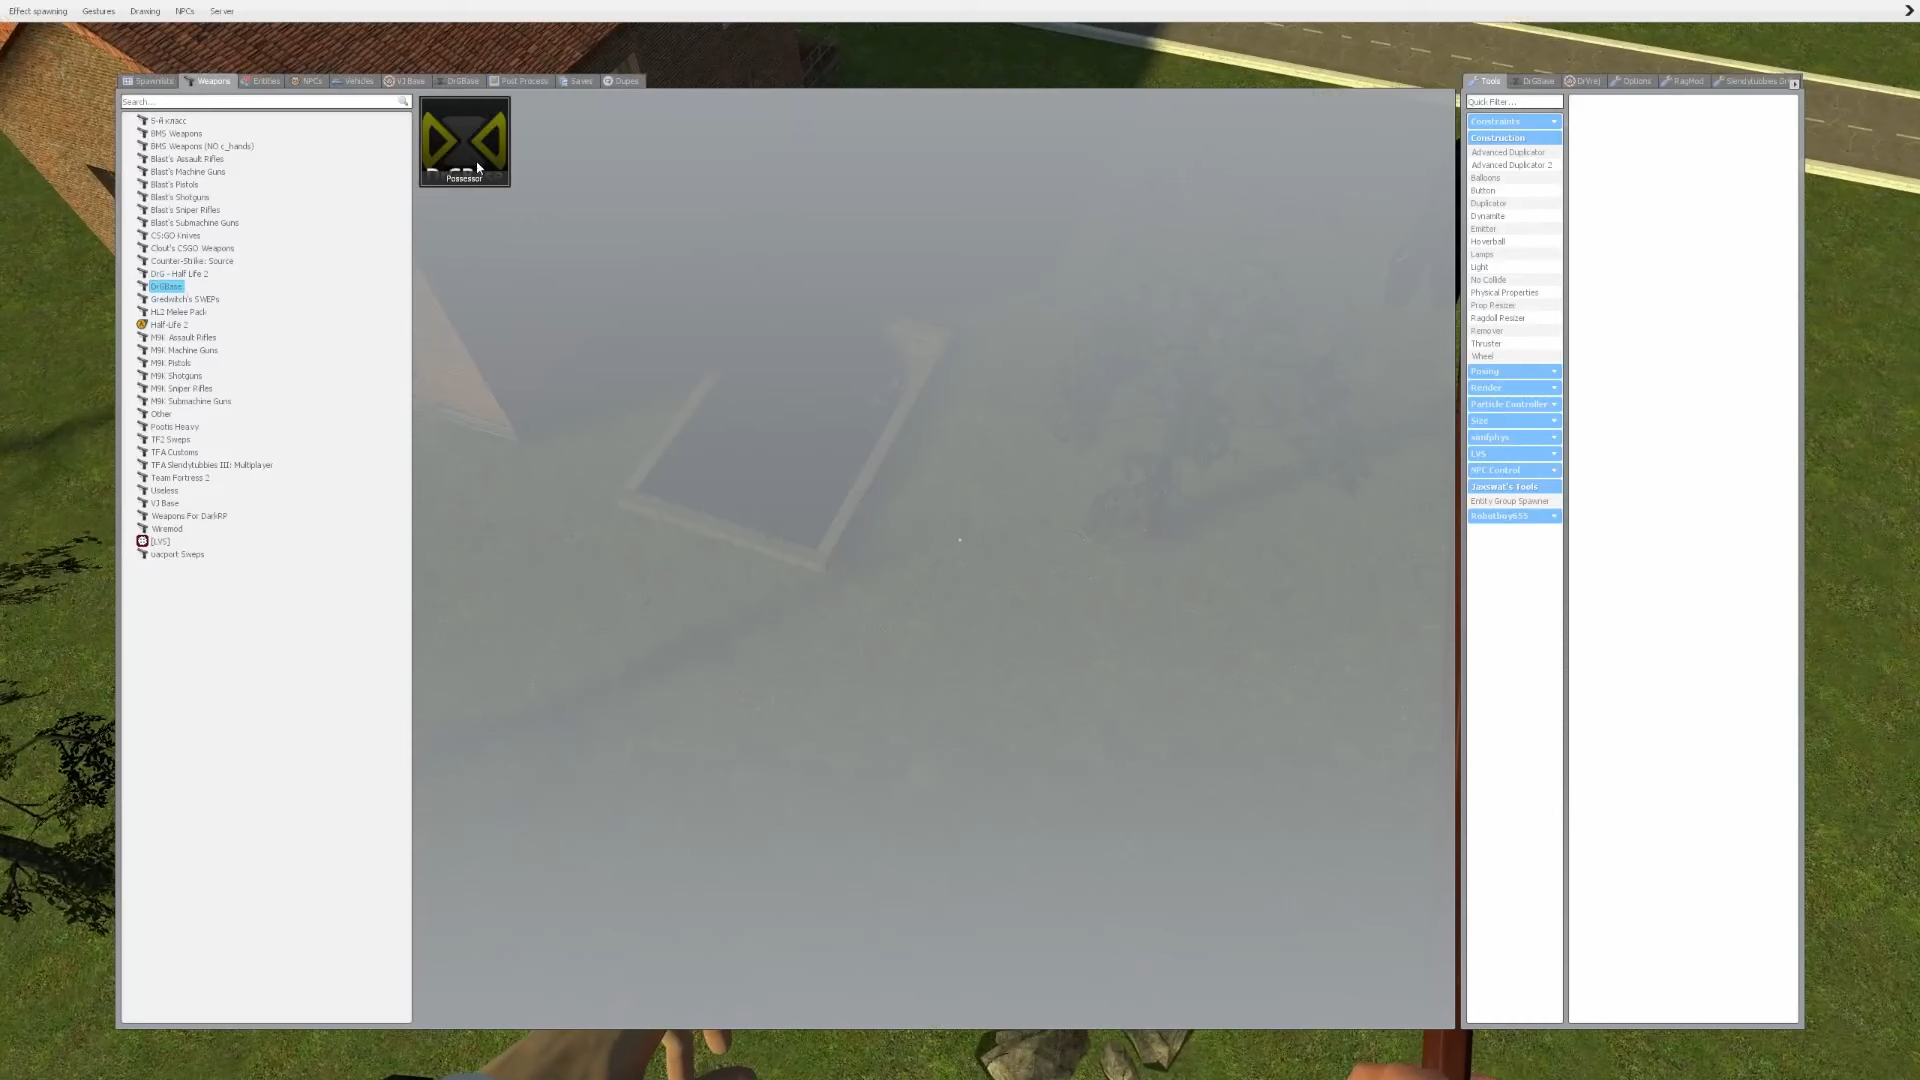 Effect spawning Gestures Drawing NPCs Server
Spawnlists Weapons Entities NPCs Vehicles VJ Base DrGBase Post Process Saves Dupes
Search...
5-й класс
BMS Weapons
BMS Weapons (NO c_hands)
Blast's Assault Rifles
Blast's Machine Guns
Blast's Pistols
Blast's Shotguns
Blast's Sniper Rifles
Blast's Submachine Guns
CS:GO Knives
Clout's CSGO Weapons
Counter-Strike: Source
DrG - Half Life 2
DrGBase
Gredwitch's SWEPs
HL2 Melee Pack
Half-Life 2
M9K Assault Rifles
M9K Machine Guns
M9K Pistols
M9K Shotguns
M9K Sniper Rifles
M9K Submachine Guns
Other
Pootis Heavy
TF2 Sweps
TFA Customs
TFA Slendytubbies III: Multiplayer
Team Fortress 2
Useless
VJ Base
Weapons For DarkRP
Wiremod
[LVS]
uacport Sweps
Possessor
Tools DrGBase DrVrej Options RagMod
Quick Filter...
Constraints
Construction
Advanced Duplicator
Advanced Duplicator 2
Balloons
Button
Duplicator
Dynamite
Emitter
Hoverball
Lamps
Light
No Collide
Physical Properties
Prop Resizer
Ragdoll Resizer
Remover
Thruster
Wheel
Posing
Render
Particle Controller
Size
simfphys
LVS
NPC Control
Jaxswat's Tools
Entity Group Spawner
Robotboy655